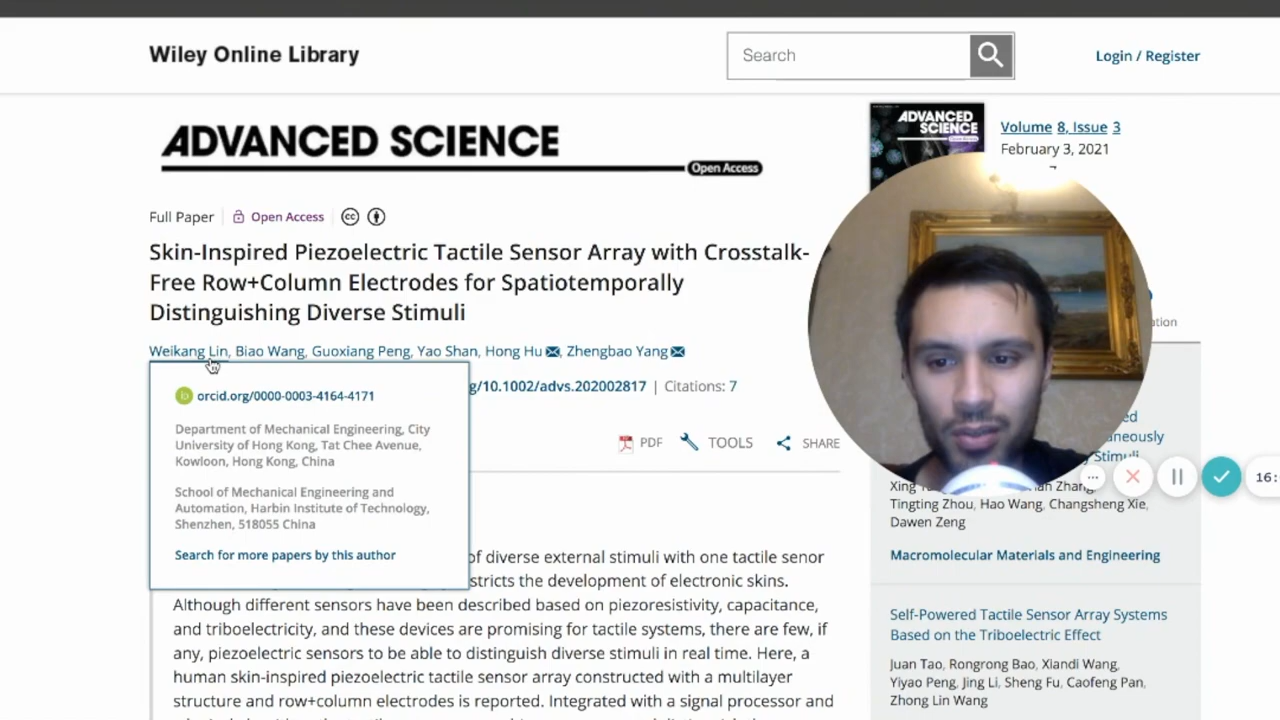 Wiley Online Library
Search
Login / Register
ADVANCED SCIENCE
Open Access
ADVANCED
SCIENCE
Volume 8, Issue 3
February 3, 2021
Full Paper
Open Access
Skin-Inspired Piezoelectric Tactile Sensor Array with Crosstalk-
Free Row+Column Electrodes for Spatiotemporally
Distinguishing Diverse Stimuli
Weikang Lin, Biao Wang, Guoxiang Peng, Yao Shan, Hong Hu, Zhengbao Yang
orcid.org/0000-0003-4164-4171
g/10.1002/advs.202002817 | Citations: 7
Department of Mechanical Engineering, City
University of Hong Kong, Tat Chee Avenue,
Kowloon, Hong Kong, China
School of Mechanical Engineering and
Automation, Harbin Institute of Technology,
Shenzhen, 518055 China
Search for more papers by this author
PDF
TOOLS
SHARE
of diverse external stimuli with one tactile senor
stricts the development of electronic skins.
Although different sensors have been described based on piezoresistivity, capacitance,
and triboelectricity, and these devices are promising for tactile systems, there are few, if
any, piezoelectric sensors to be able to distinguish diverse stimuli in real time. Here, a
human skin-inspired piezoelectric tactile sensor array constructed with a multilayer
structure and row+column electrodes is reported. Integrated with a signal processor and
ation
ed
aneously
Stimuli
16:
Zhang,
Tingting Zhou, Hao Wang, Changsheng Xie,
Dawen Zeng
Macromolecular Materials and Engineering
Self-Powered Tactile Sensor Array Systems
Based on the Triboelectric Effect
Juan Tao, Rongrong Bao, Xiandi Wang,
Yiyao Peng, Jing Li, Sheng Fu, Caofeng Pan,
Zhong Lin Wang